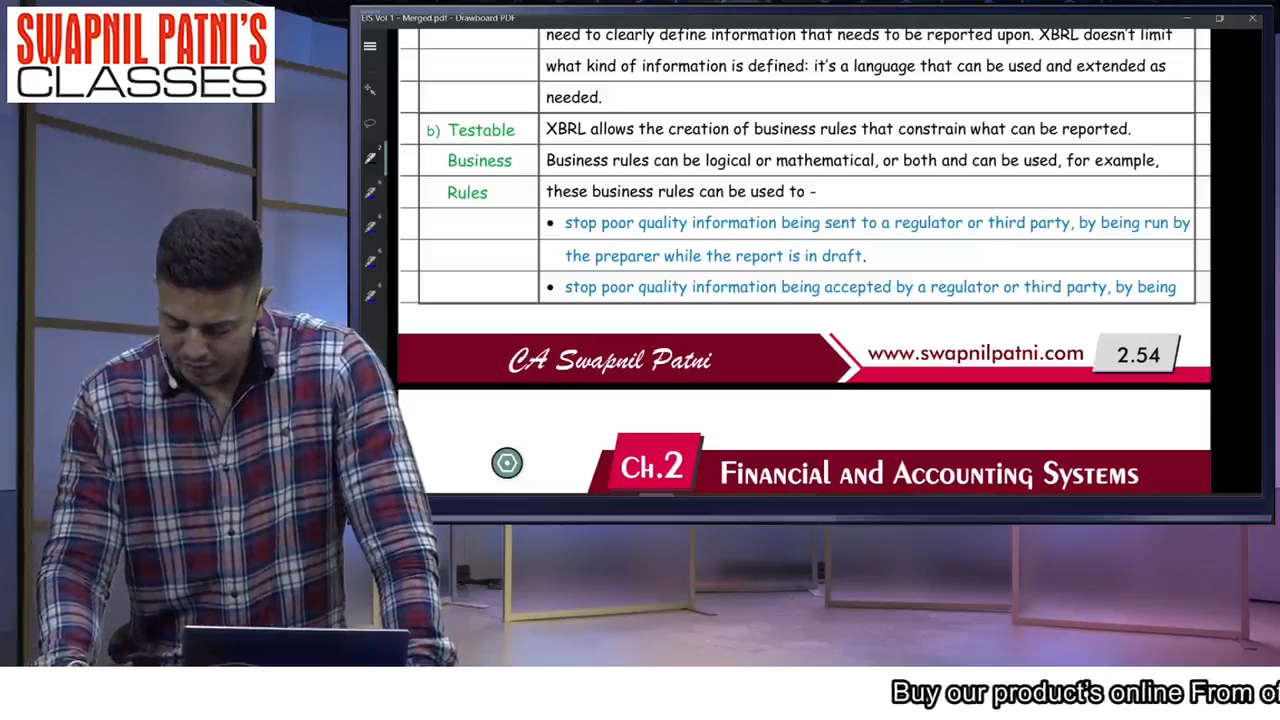 SWAPNIL PATNI'S
CLASSES
EIS Vol 1 - Merged.pdf - Drawboard PDF
need to clearly define information that needs to be reported upon. XBRL doesn't limit
what kind of information is defined: it's a language that can be used and extended as
needed.
b) Testable
Business
Rules
XBRL allows the creation of business rules that constrain what can be reported.
Business rules can be logical or mathematical, or both and can be used, for example,
these business rules can be used to -
• stop poor quality information being sent to a regulator or third party, by being run by
the preparer while the report is in draft.
• stop poor quality information being accepted by a regulator or third party, by being
CA Swapnil Patni
www.swapnilpatni.com
2.54
Ch.2
Financial and Accounting Systems
Buy our product's online From of